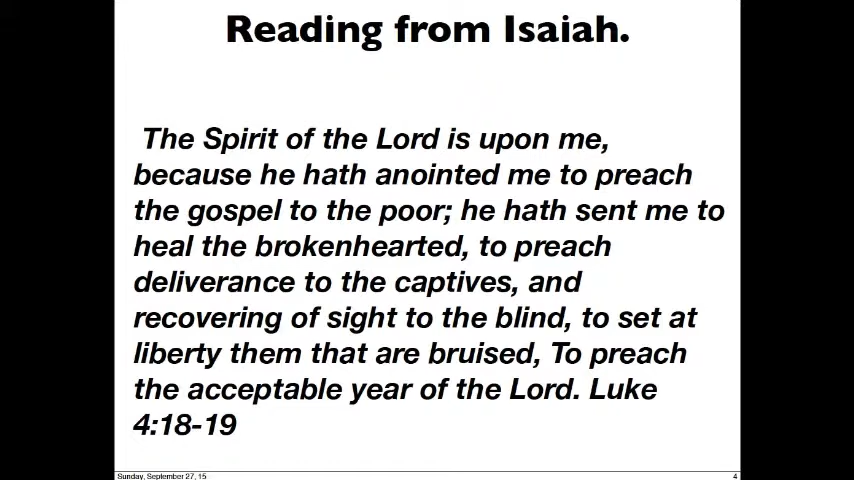 Reading from Isaiah.
The Spirit of the Lord is upon me,
because he hath anointed me to preach
the gospel to the poor; he hath sent me to
heal the brokenhearted, to preach
deliverance to the captives, and
recovering of sight to the blind, to set at
liberty them that are bruised, To preach
the acceptable year of the Lord. Luke
4:18-19
Sunday, September 27, 15
4